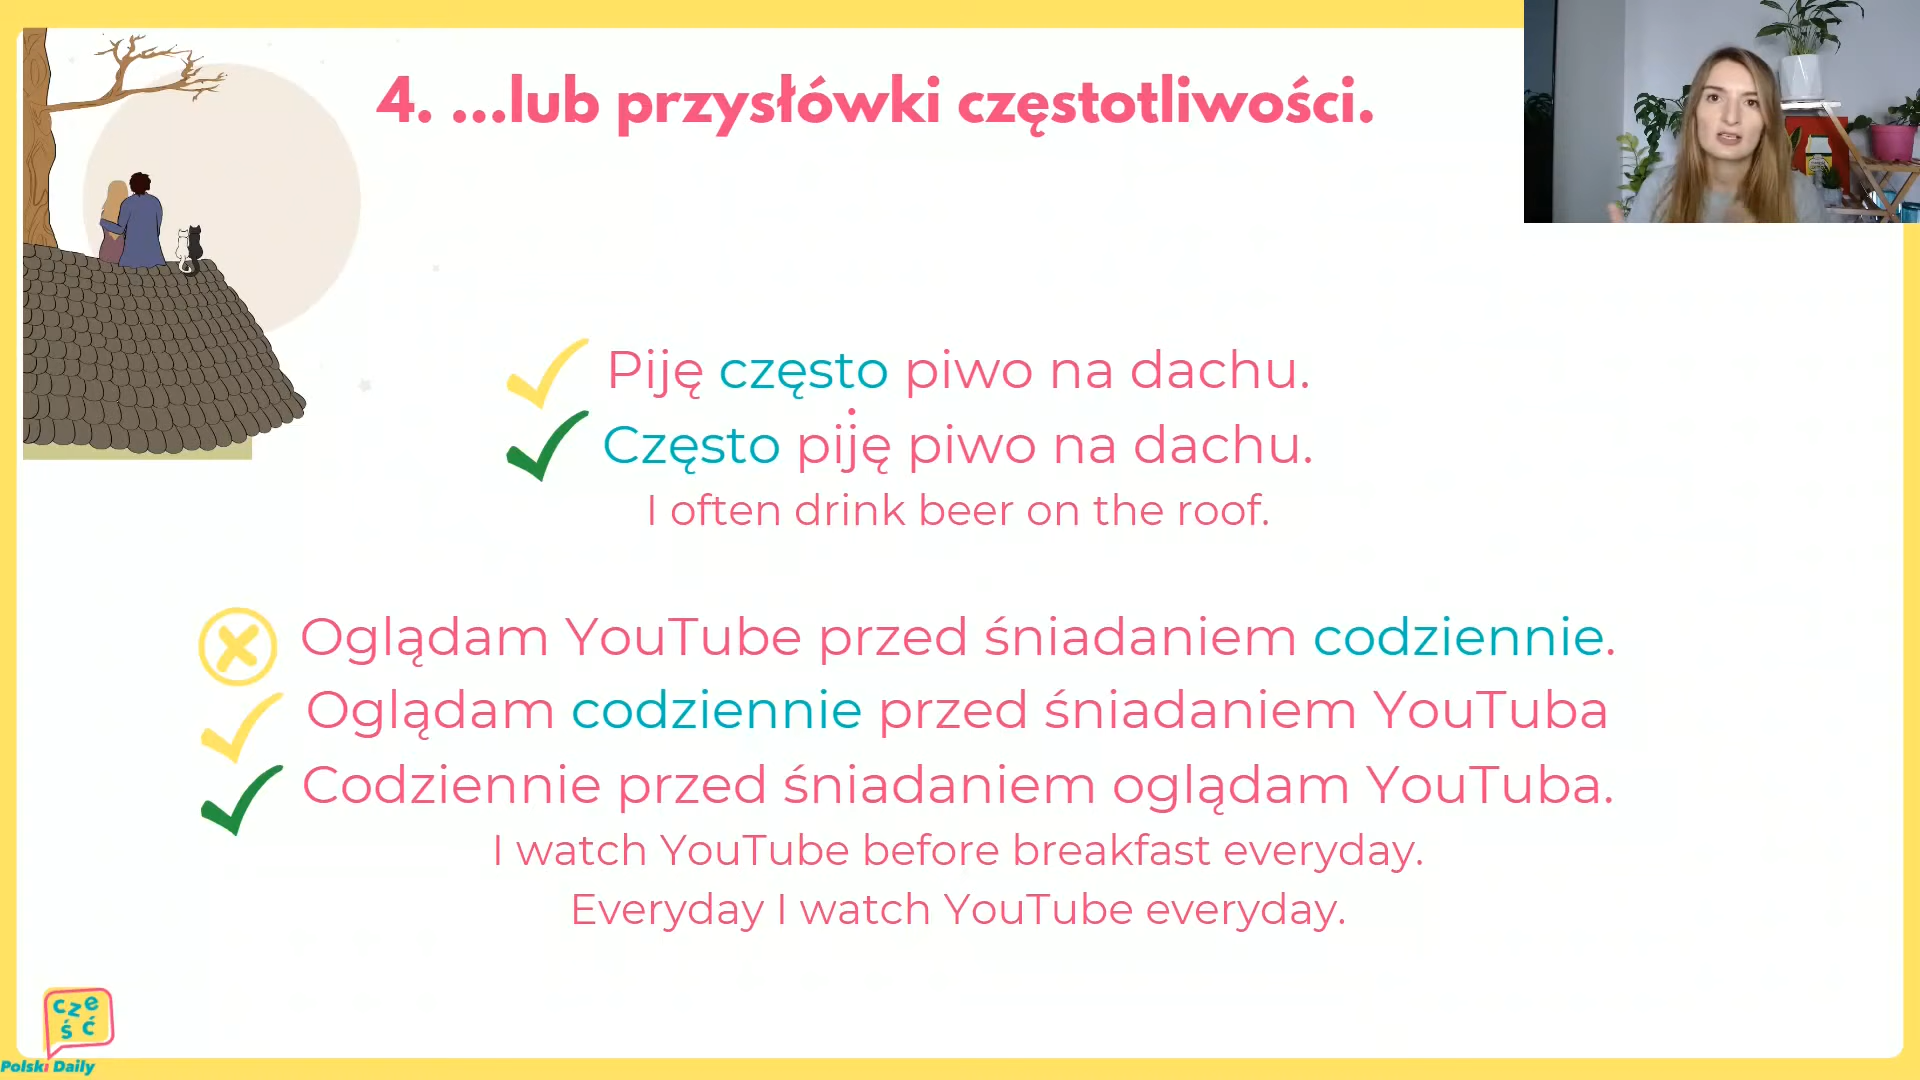 4. ...lub przysłówki częstotliwości.
Piję często piwo na dachu.
Często piję piwo na dachu.
I often drink beer on the roof.
Oglądam YouTube przed śniadaniem codziennie.
Oglądam codziennie przed śniadaniem YouTuba
Codziennie przed śniadaniem oglądam YouTuba.
I watch YouTube before breakfast everyday.
Everyday I watch YouTube everyday.
cze
ść
Polski Daily